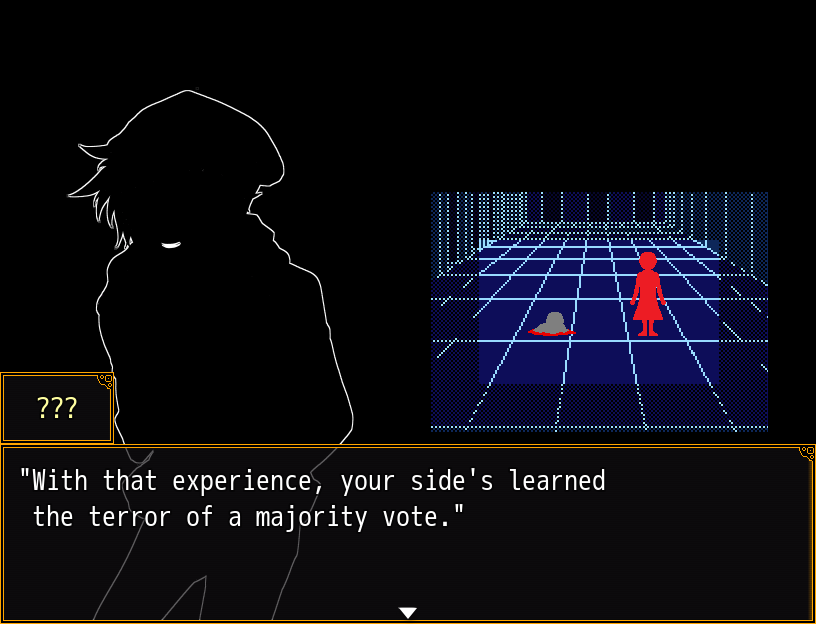 ???
"With that experience, your side's learned
the terror of a majority vote."